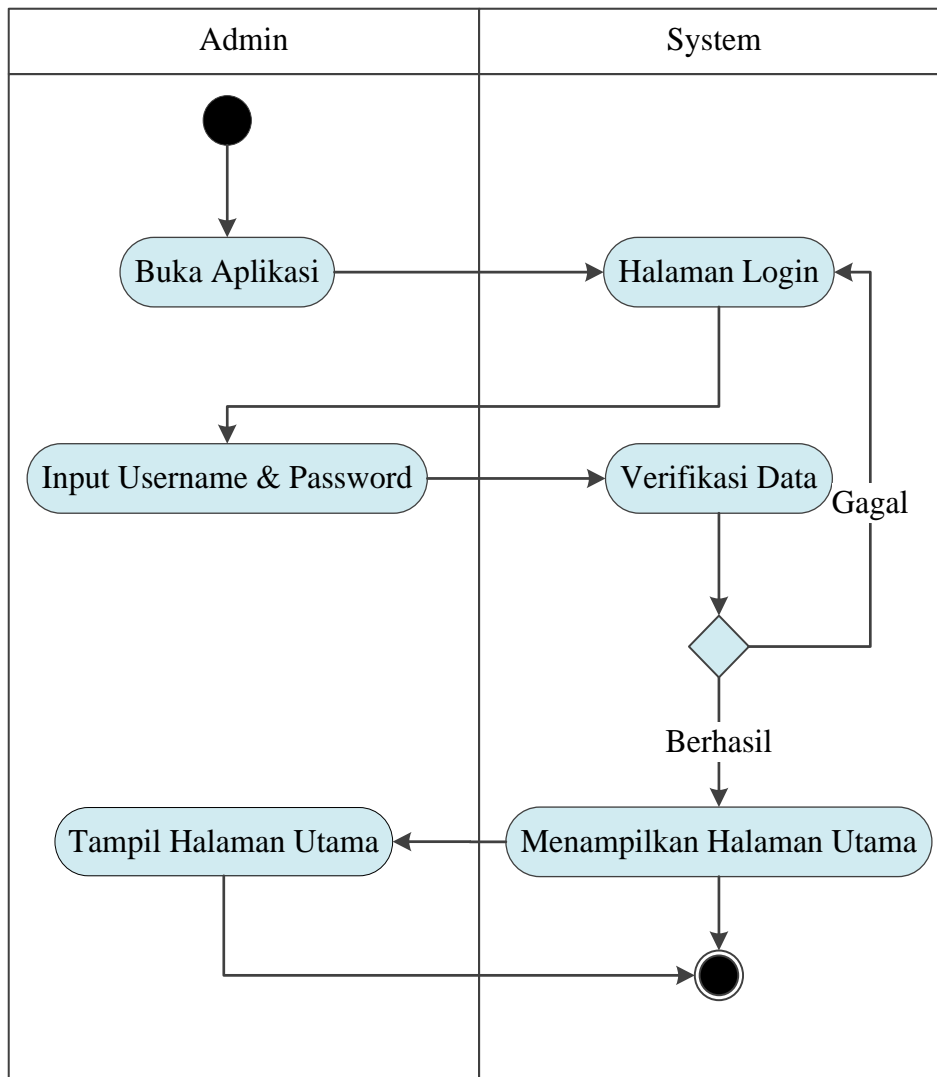 Admin
System
Buka Aplikasi
Halaman Login
Input Username & Password
Verifikasi Data
Gagal
Berhasil
Tampil Halaman Utama
Menampilkan Halaman Utama